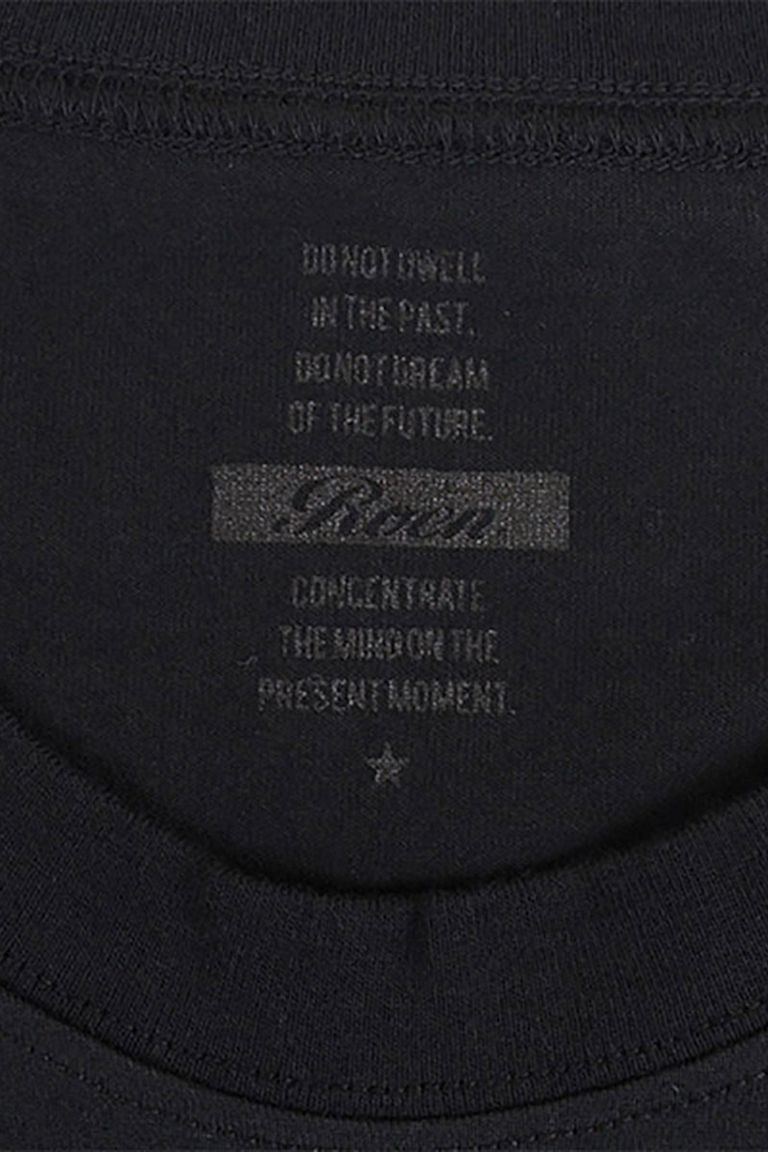 DO NOT DWELL
IN THE PAST.
DO NOT DREAM
OF THE FUTURE.
Roen
CONCENTRATE
THE MIND ON THE
PRESENT MOMENT.